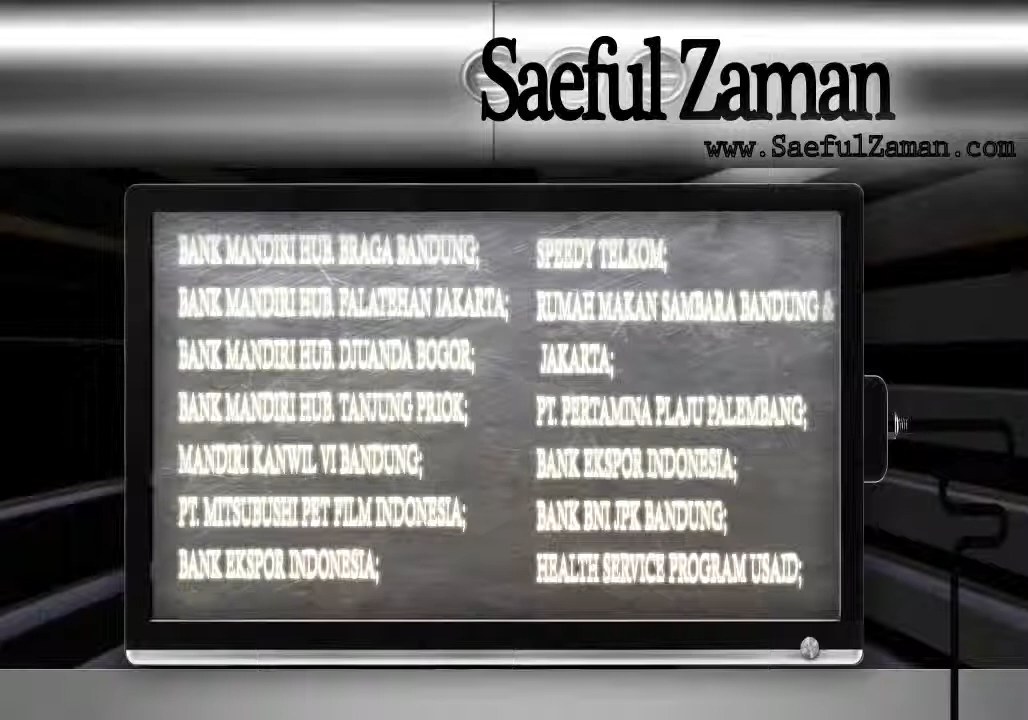 Saeful Zaman
www.SaefulZaman.com
BANK MANDIRI HUB. BRAGA BANDUNG;
BANK MANDIRI HUB. FALATEHAN JAKARTA;
BANK MANDIRI HUB. DJUANDA BOGOR;
BANK MANDIRI HUB. TANJUNG PRIOK;
MANDIRI KANWIL VI BANDUNG;
PT. MITSUBUSHI PET FILM INDONESIA;
BANK EKSPOR INDONESIA;
SPEEDY TELKOM;
RUMAH MAKAN SAMBARA BANDUNG &
JAKARTA;
PT. PERTAMINA PLAJU PALEMBANG;
BANK EKSPOR INDONESIA;
BANK BNI JPK BANDUNG;
HEALTH SERVICE PROGRAM USAID;